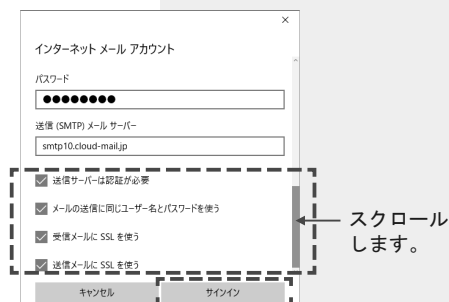 インターネット メール アカウント
パスワード
●●●●●●●●
送信 (SMTP) メール サーバー
smtp10.cloud-mail.jp
送信サーバーは認証が必要
メールの送信に同じユーザー名とパスワードを使う
受信メールに SSL を使う
送信メールに SSL を使う
キャンセル
サインイン
スクロール
します。